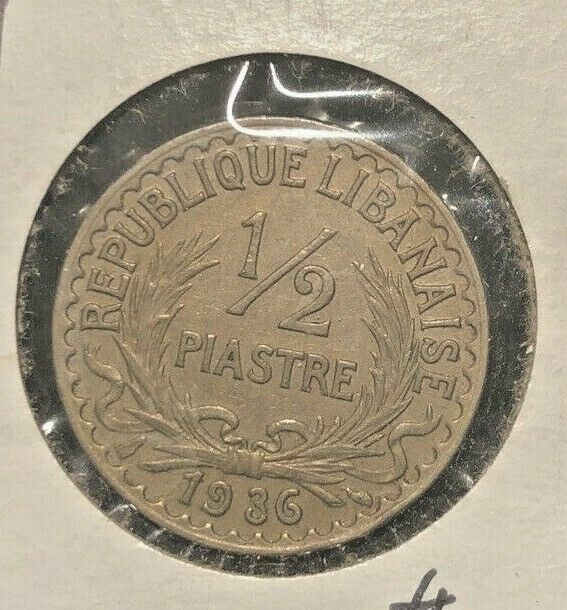 REPUBLIQUE LIBANAISE
1/2
PIASTRE
1936